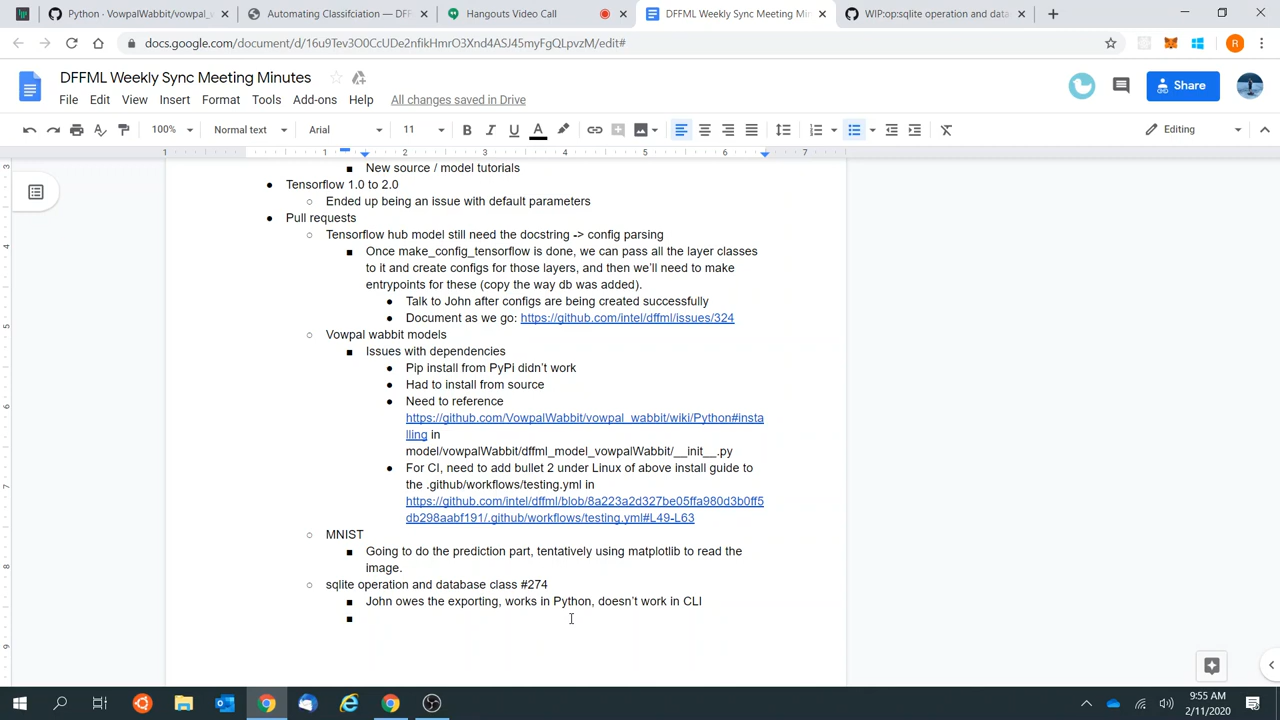 Python · VowpalWabbit/vowpal_w
Automating Classifciation — DFF
Hangouts Video Call
DFFML Weekly Sync Meeting Min
WIP:op:sqlite operation and data
docs.google.com/document/d/16u9Tev3O0CcUDe2nfikHmrO3Xnd4ASJ45myFgQLpvzM/edit#
DFFML Weekly Sync Meeting Minutes
File Edit View Insert Format Tools Add-ons Help All changes saved in Drive
Share
100% Normal text Arial 11 Editing
New source / model tutorials
Tensorflow 1.0 to 2.0
Ended up being an issue with default parameters
Pull requests
Tensorflow hub model still need the docstring -> config parsing
Once make_config_tensorflow is done, we can pass all the layer classes
to it and create configs for those layers, and then we'll need to make
entrypoints for these (copy the way db was added).
Talk to John after configs are being created successfully
Document as we go: https://github.com/intel/dffml/issues/324
Vowpal wabbit models
Issues with dependencies
Pip install from PyPi didn't work
Had to install from source
Need to reference
https://github.com/VowpalWabbit/vowpal_wabbit/wiki/Python#insta
lling in
model/vowpalWabbit/dffml_model_vowpalWabbit/__init__.py
For CI, need to add bullet 2 under Linux of above install guide to
the .github/workflows/testing.yml in
https://github.com/intel/dffml/blob/8a223a2d327be05ffa980d3b0ff5
db298aabf191/.github/workflows/testing.yml#L49-L63
MNIST
Going to do the prediction part, tentatively using matplotlib to read the
image.
sqlite operation and database class #274
John owes the exporting, works in Python, doesn't work in CLI
9:55 AM
2/11/2020